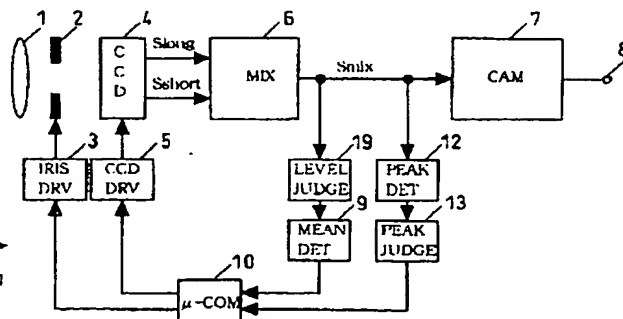 1 2 4 6 7 8
CCD
Slong
Sshort
MIX
Smix
CAM
3 5 19 12
IRIS DRV
CCD DRV
LEVEL JUDGE
PEAK DET
9 13
MEAN DET
PEAK JUDGE
10
μ-COM